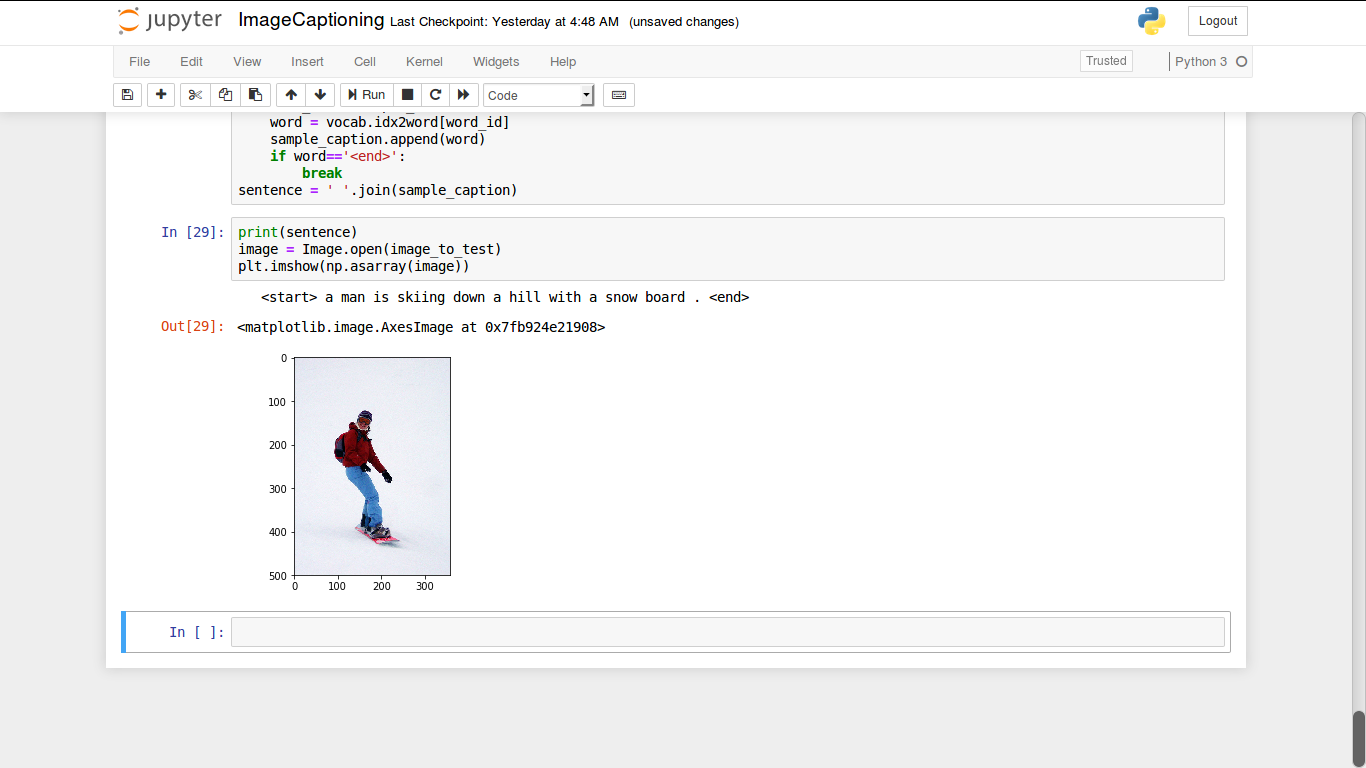 jupyter ImageCaptioning Last Checkpoint: Yesterday at 4:48 AM (unsaved changes) Logout
File Edit View Insert Cell Kernel Widgets Help Trusted Python 3
Run Code
word = vocab.idx2word[word_id]
sample_caption.append(word)
if word=='<end>':
break
sentence = ' '.join(sample_caption)
In [29]: print(sentence)
image = Image.open(image_to_test)
plt.imshow(np.asarray(image))
<start> a man is skiing down a hill with a snow board . <end>
Out[29]: <matplotlib.image.AxesImage at 0x7fb924e21908>
0
100
200
300
400
500
0 100 200 300
In [ ]: